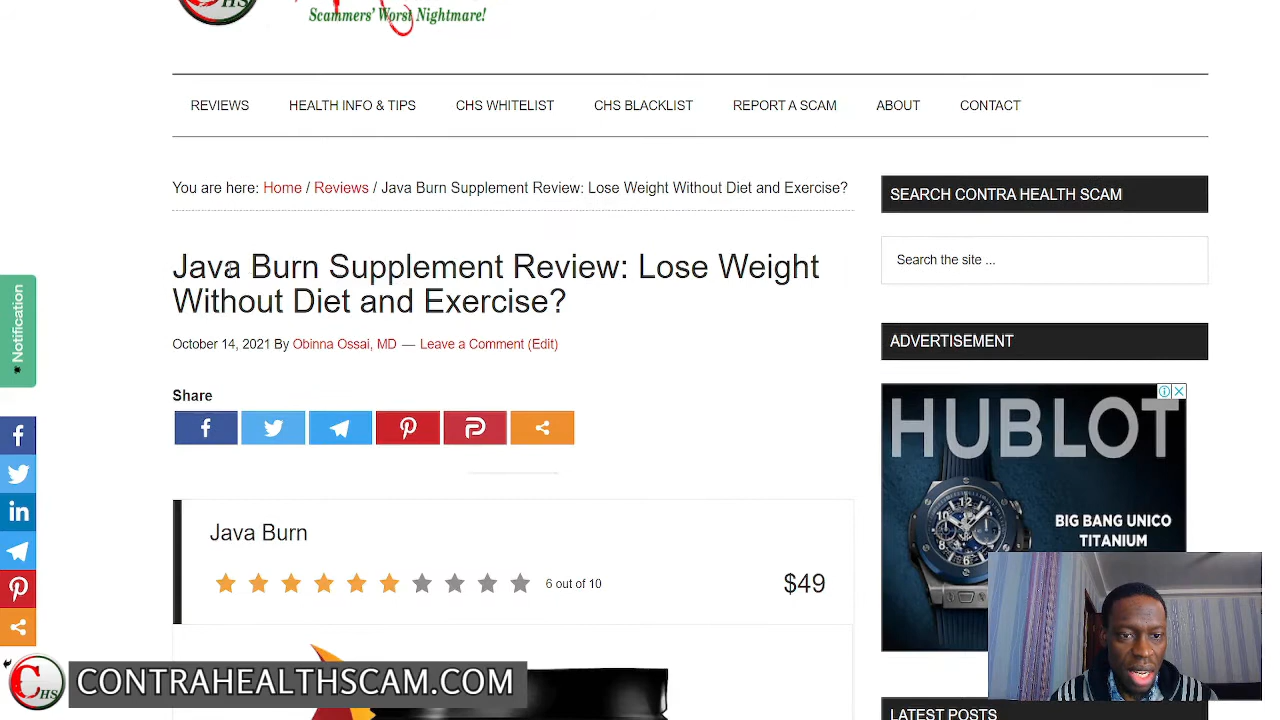 CHS
Scammers' Worst Nightmare!
REVIEWS
HEALTH INFO & TIPS
CHS WHITELIST
CHS BLACKLIST
REPORT A SCAM
ABOUT
CONTACT
You are here: Home / Reviews / Java Burn Supplement Review: Lose Weight Without Diet and Exercise?
Java Burn Supplement Review: Lose Weight
Without Diet and Exercise?
October 14, 2021 By Obinna Ossai, MD — Leave a Comment (Edit)
Share
Java Burn
6 out of 10
$49
SEARCH CONTRA HEALTH SCAM
Search the site ...
ADVERTISEMENT
HUBLOT
BIG BANG UNICO
TITANIUM
LATEST POSTS
Notification
CHS
CONTRAHEALTHSCAM.COM